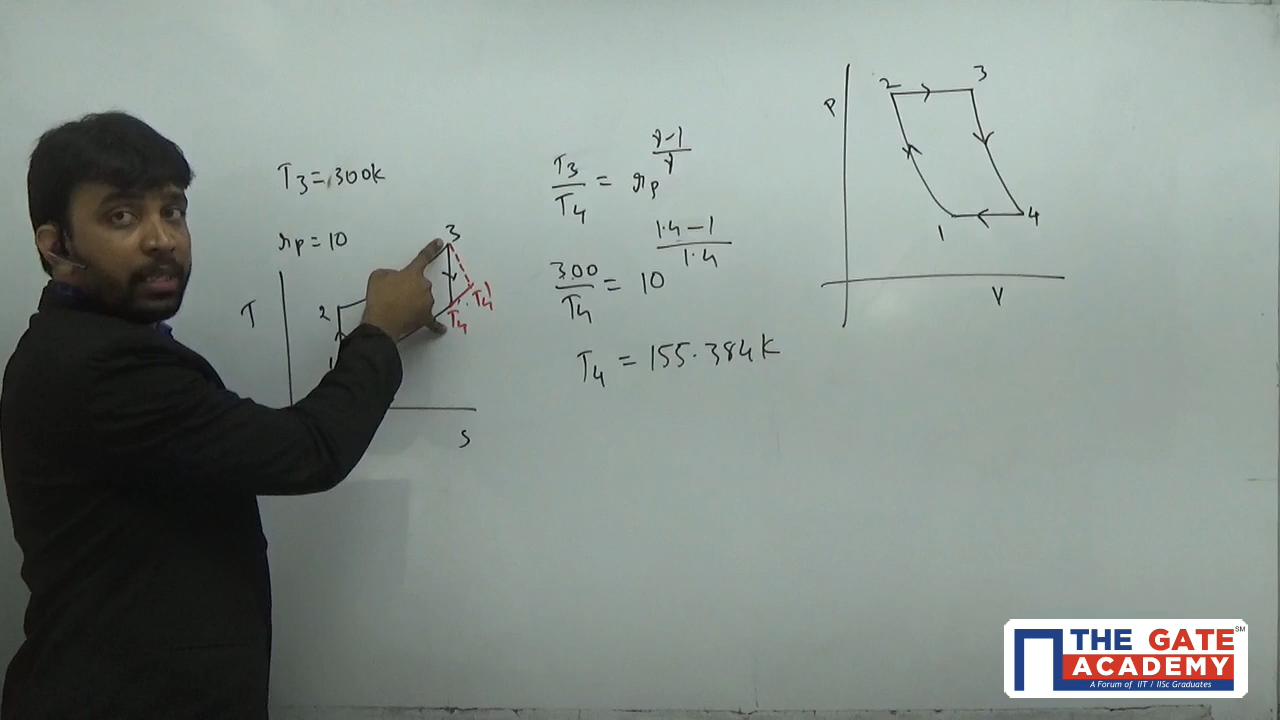 T3 = 300k
rp = 10
T
2
3
1
T4
T4'
S
T3/T4 = rp^((γ-1)/γ)
300/T4 = 10^((1.4-1)/1.4)
T4 = 155.384k
P
2
3
1
4
V
THE GATE ACADEMY SM
A Forum of IIT / IISc Graduates